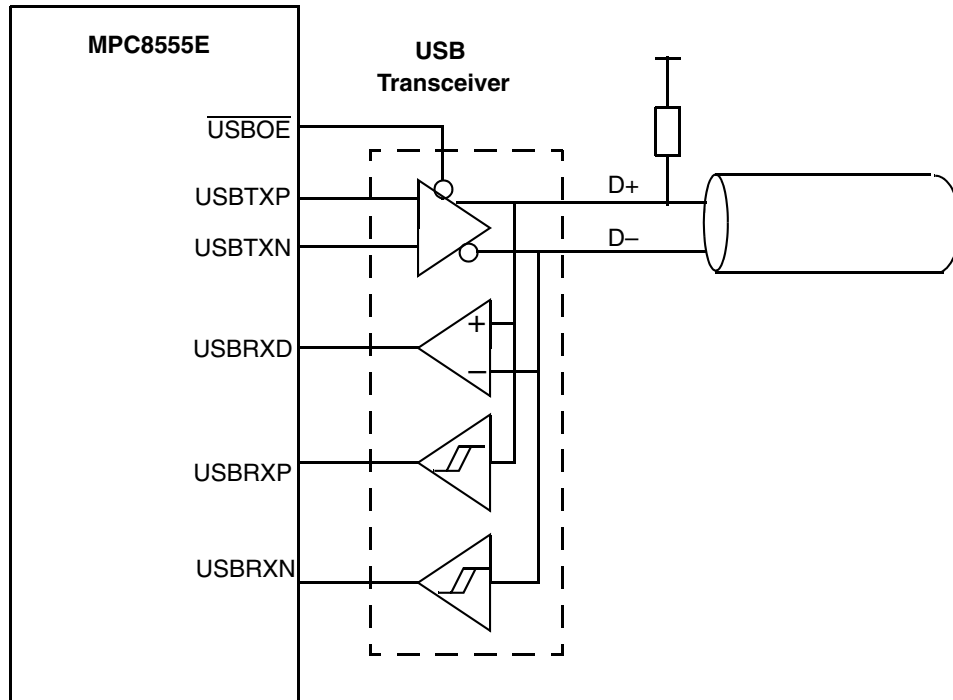 MPC8555E
USB
Transceiver
USBOE
USBTXP
USBTXN
USBRXD
USBRXP
USBRXN
D+
D–
+
–